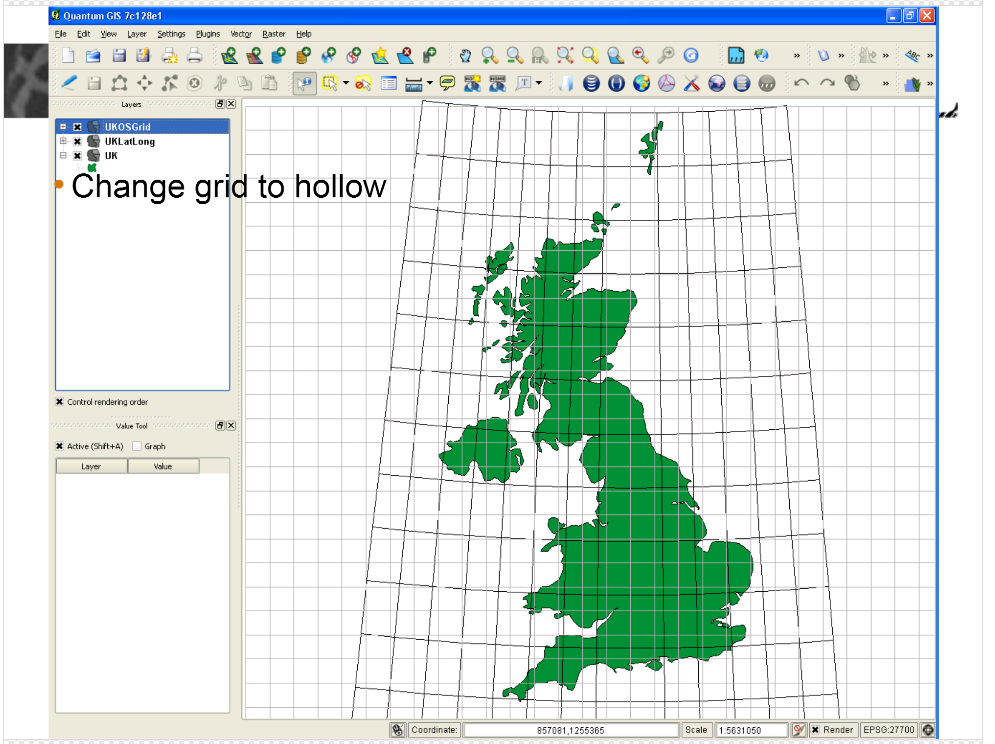 Quantum GIS 7c128e1
File Edit View Layer Settings Plugins Vector Raster Help
Layers
UKOSGrid
UKLatLong
UK
• Change grid to hollow
Control rendering order
Value Tool
Active (Shift+A) Graph
Layer Value
Coordinate: 857081,1255365 Scale 1:5631050 Render EPSG:27700